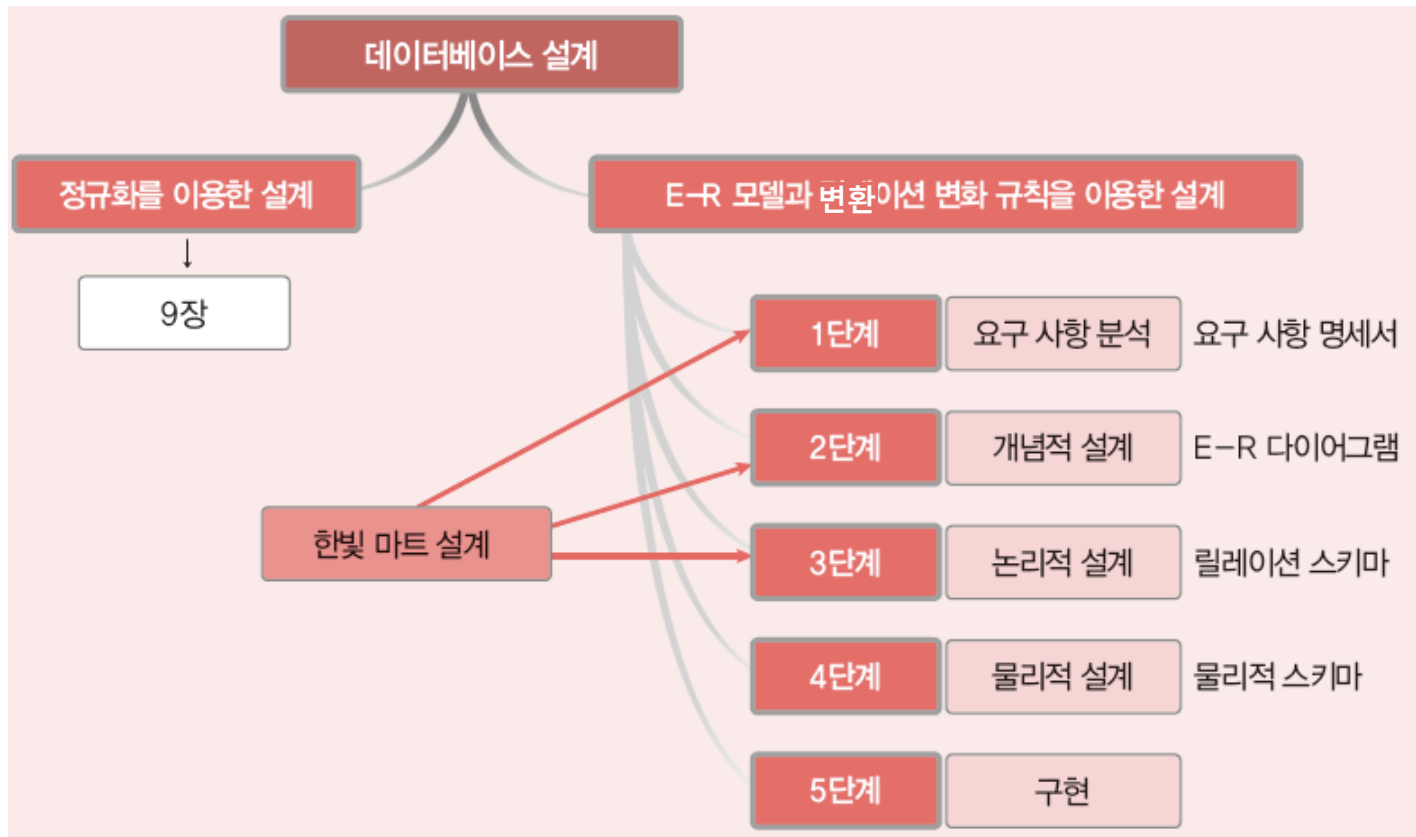 데이터베이스 설계
정규화를 이용한 설계
E-R 모델과 변환이션 변화 규칙을 이용한 설계
9장
1단계 요구 사항 분석 요구 사항 명세서
2단계 개념적 설계 E-R 다이어그램
한빛 마트 설계
3단계 논리적 설계 릴레이션 스키마
4단계 물리적 설계 물리적 스키마
5단계 구현